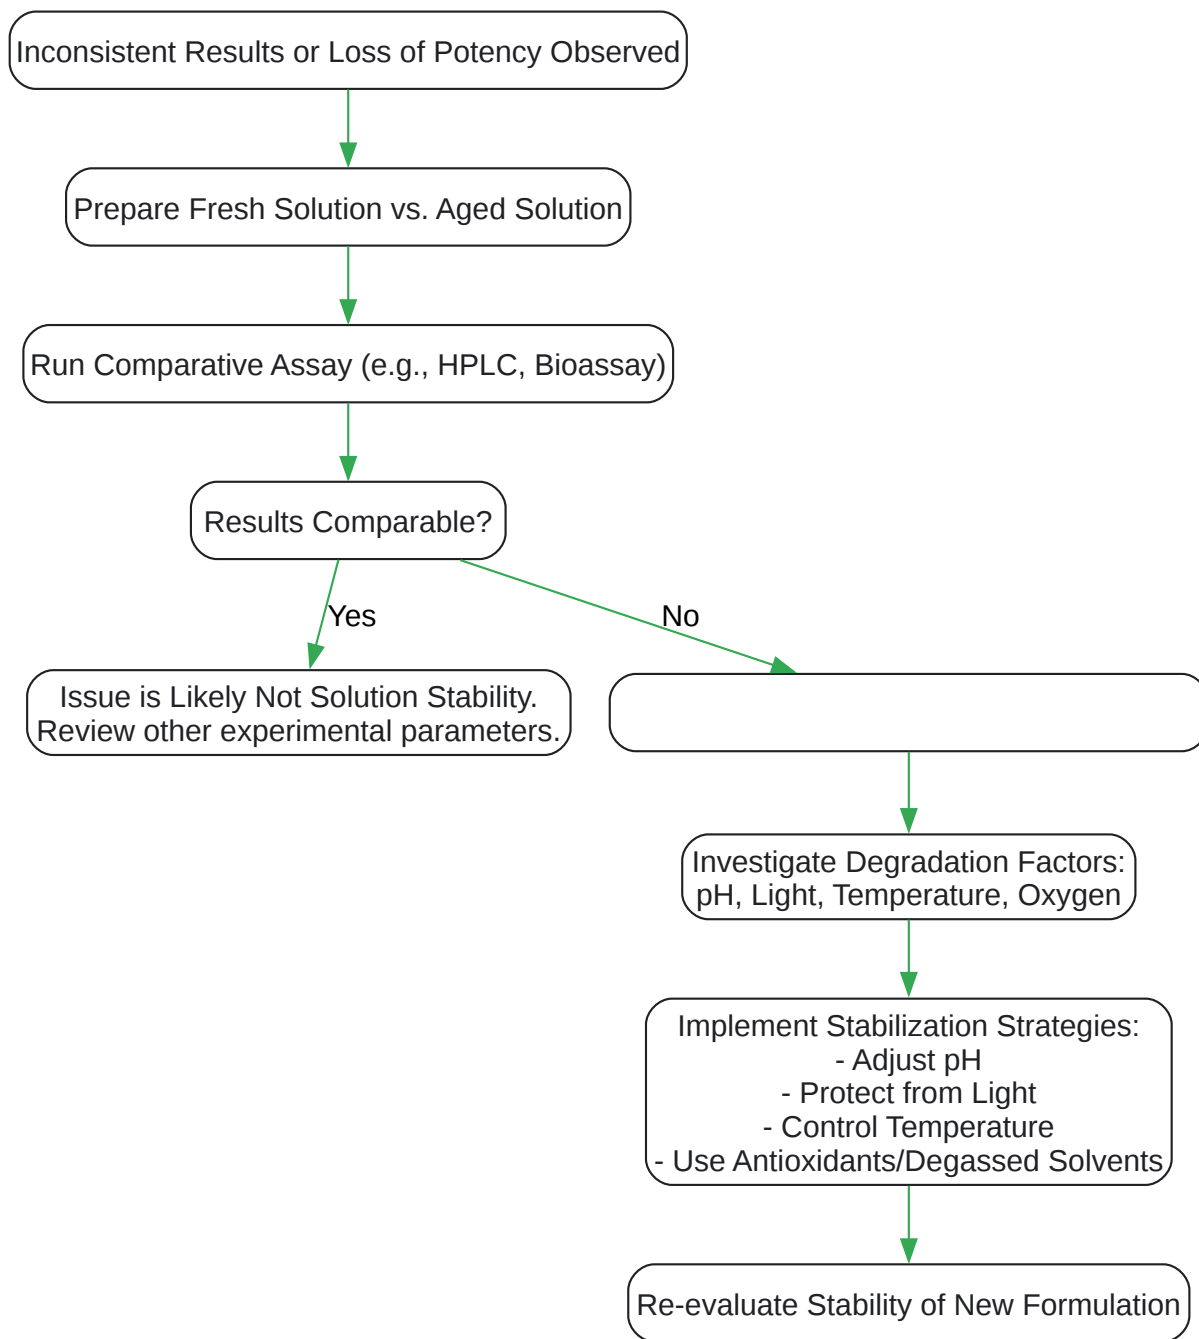 Inconsistent Results or Loss of Potency Observed
Prepare Fresh Solution vs. Aged Solution
Run Comparative Assay (e.g., HPLC, Bioassay)
Results Comparable?
Yes
No
Issue is Likely Not Solution Stability.
Review other experimental parameters.
Investigate Degradation Factors:
pH, Light, Temperature, Oxygen
Implement Stabilization Strategies:
- Adjust pH
- Protect from Light
- Control Temperature
- Use Antioxidants/Degassed Solvents
Re-evaluate Stability of New Formulation